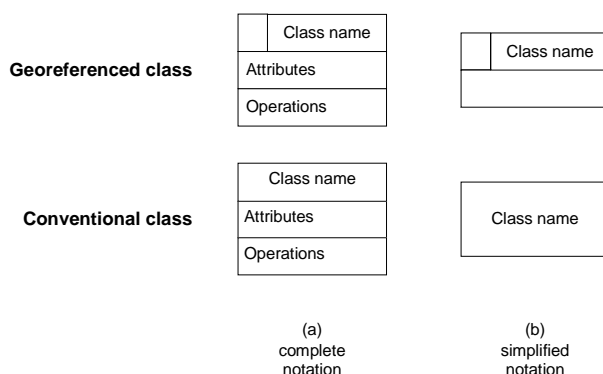 Class name
Class name
Georeferenced class
Attributes
Operations
Class name
Conventional class
Attributes
Class name
Operations
(a)
complete
notation
(b)
simplified
notation